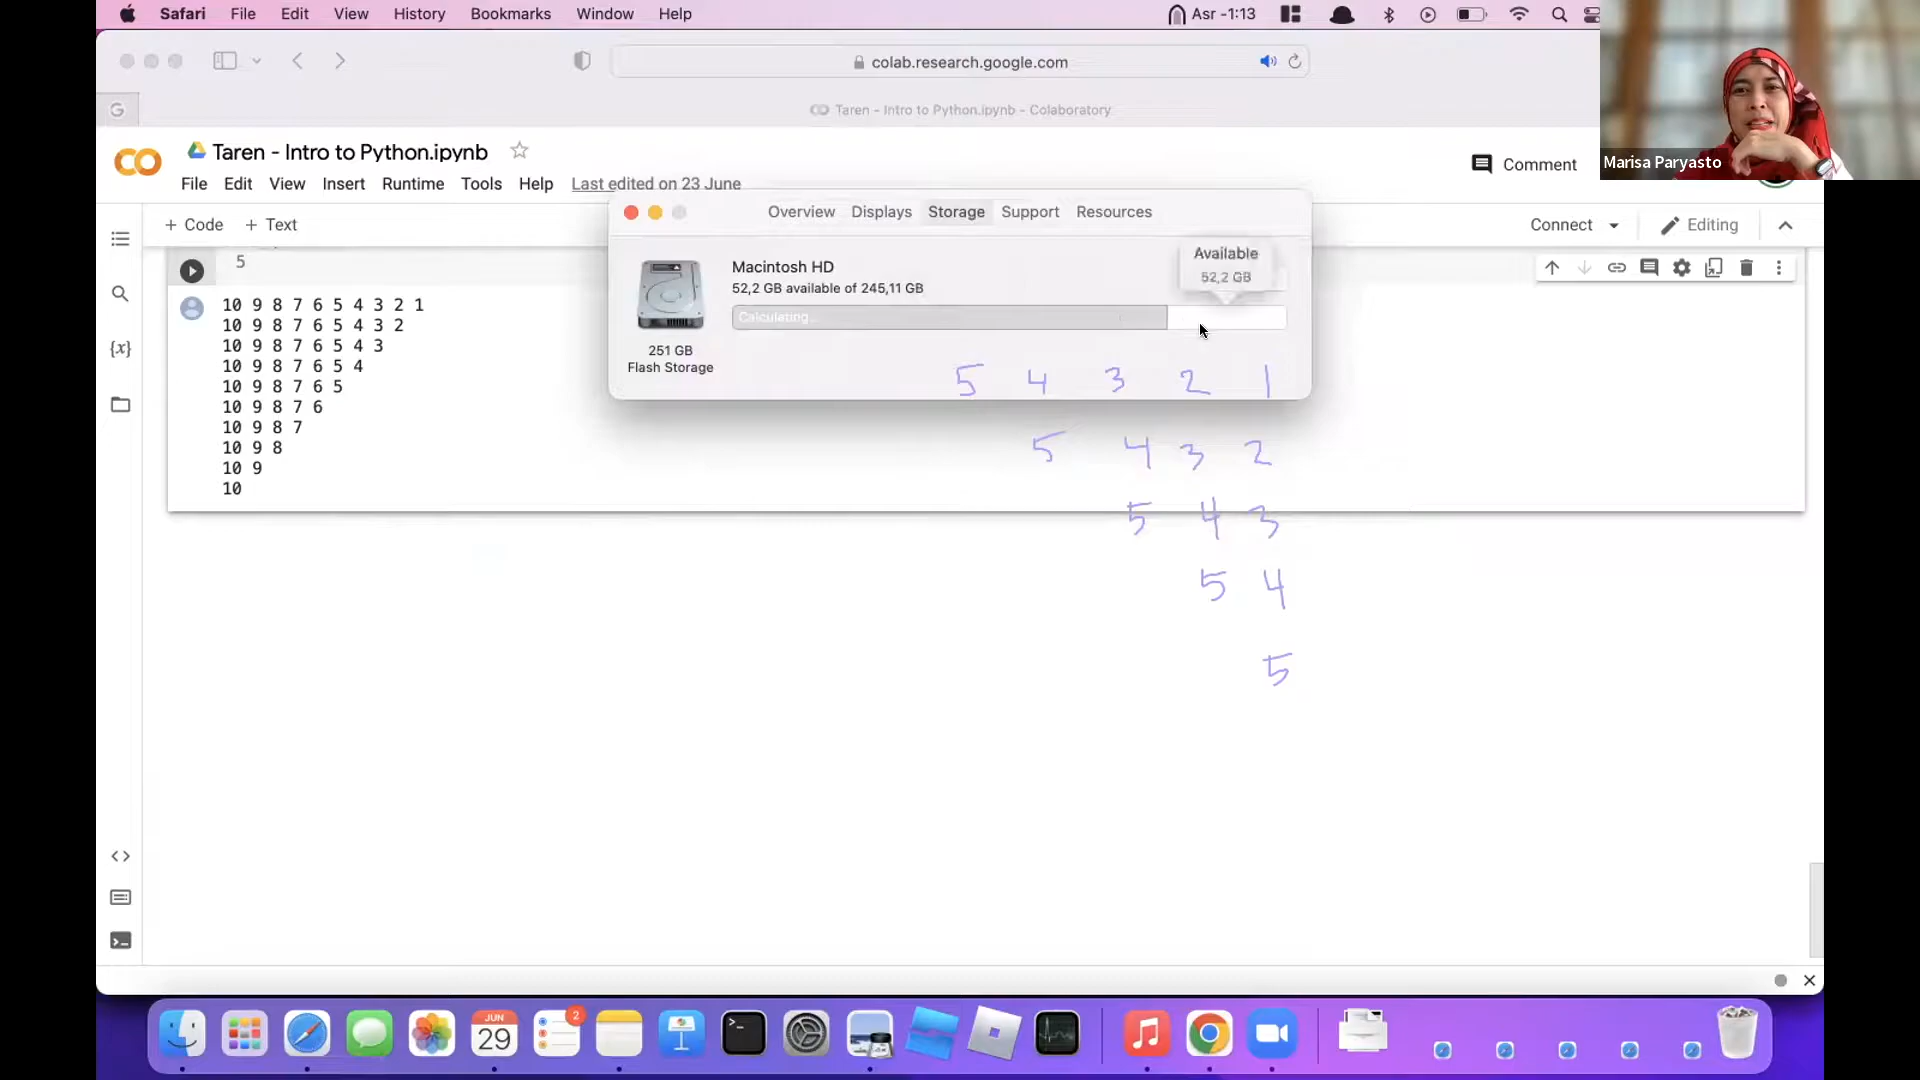 Safari File Edit View History Bookmarks Window Help
Asr -1:13
colab.research.google.com
G
Taren - Intro to Python.ipynb - Colaboratory
Marisa Paryasto
CO
Taren - Intro to Python.ipynb
Comment
File Edit View Insert Runtime Tools Help Last edited on 23 June
+ Code + Text
Connect
Editing
Overview Displays Storage Support Resources
Macintosh HD
52,2 GB available of 245,11 GB
Calculating...
Available
52,2 GB
251 GB
Flash Storage
5
{x}
10 9 8 7 6 5 4 3 2 1
10 9 8 7 6 5 4 3 2
10 9 8 7 6 5 4 3
10 9 8 7 6 5 4
10 9 8 7 6 5
10 9 8 7 6
10 9 8 7
10 9 8
10 9
10
5 4 3 2 1
5 4 3 2
5 4 3
5 4
5
JUN
29
2